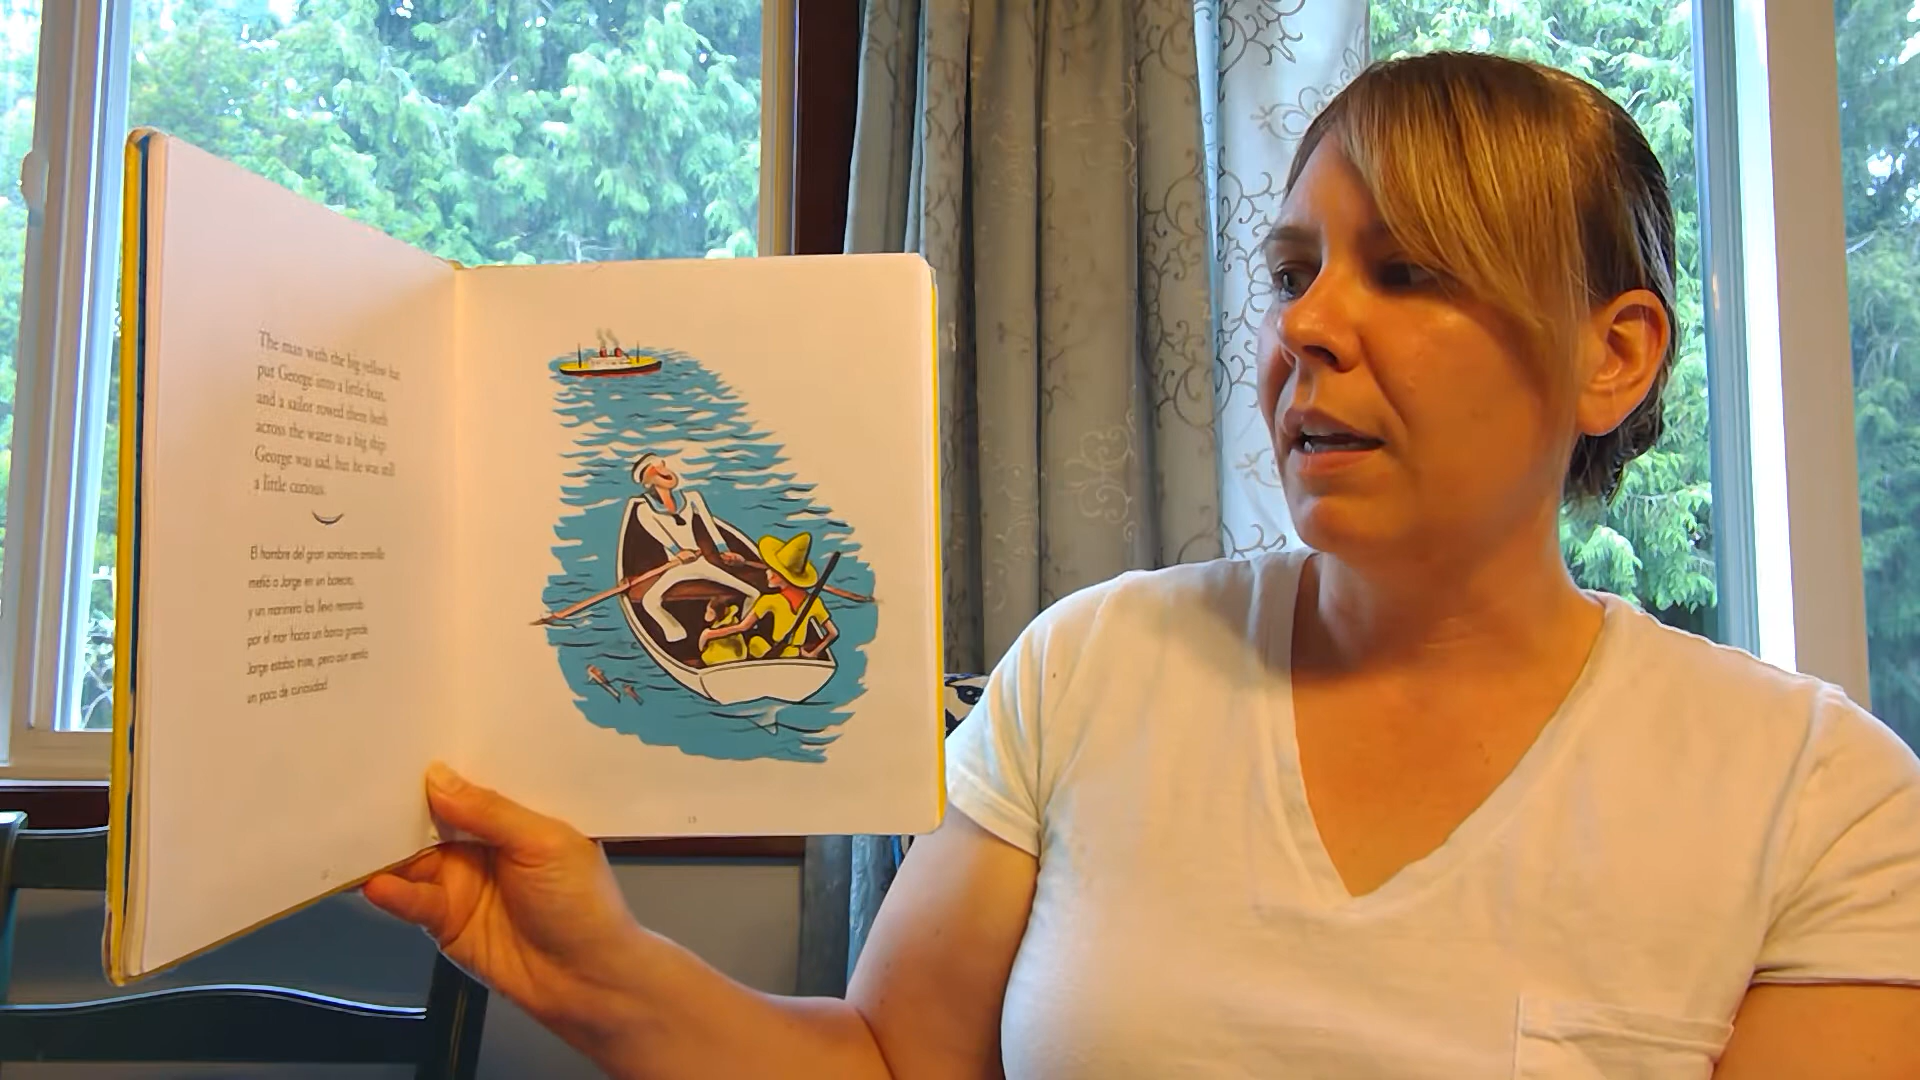 The man with the big yellow hat
put George into a little boat,
and a sailor rowed them both
across the water to a big ship.
George was sad, but he was still
a little curious.
El hombre del gran sombrero amarillo
metió a Jorge en un botecito,
y un marinero los llevó remando
por el mar hacia un barco grande.
Jorge estaba triste, pero aún sentía
un poco de curiosidad.
13